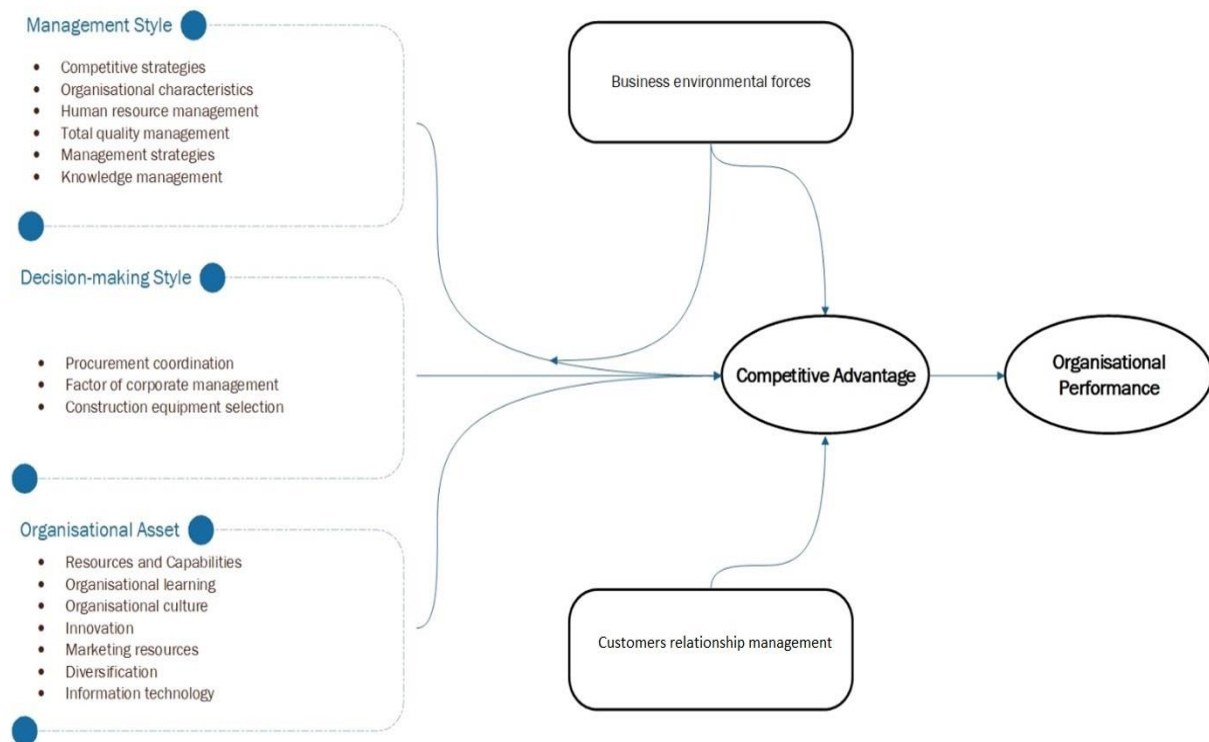 Management Style
• Competitive strategies
• Organisational characteristics
• Human resource management
• Total quality management
• Management strategies
• Knowledge management
Decision-making Style
• Procurement coordination
• Factor of corporate management
• Construction equipment selection
Organisational Asset
• Resources and Capabilities
• Organisational learning
• Organisational culture
• Innovation
• Marketing resources
• Diversification
• Information technology
Business environmental forces
Competitive Advantage
Customers relationship management
Organisational
Performance